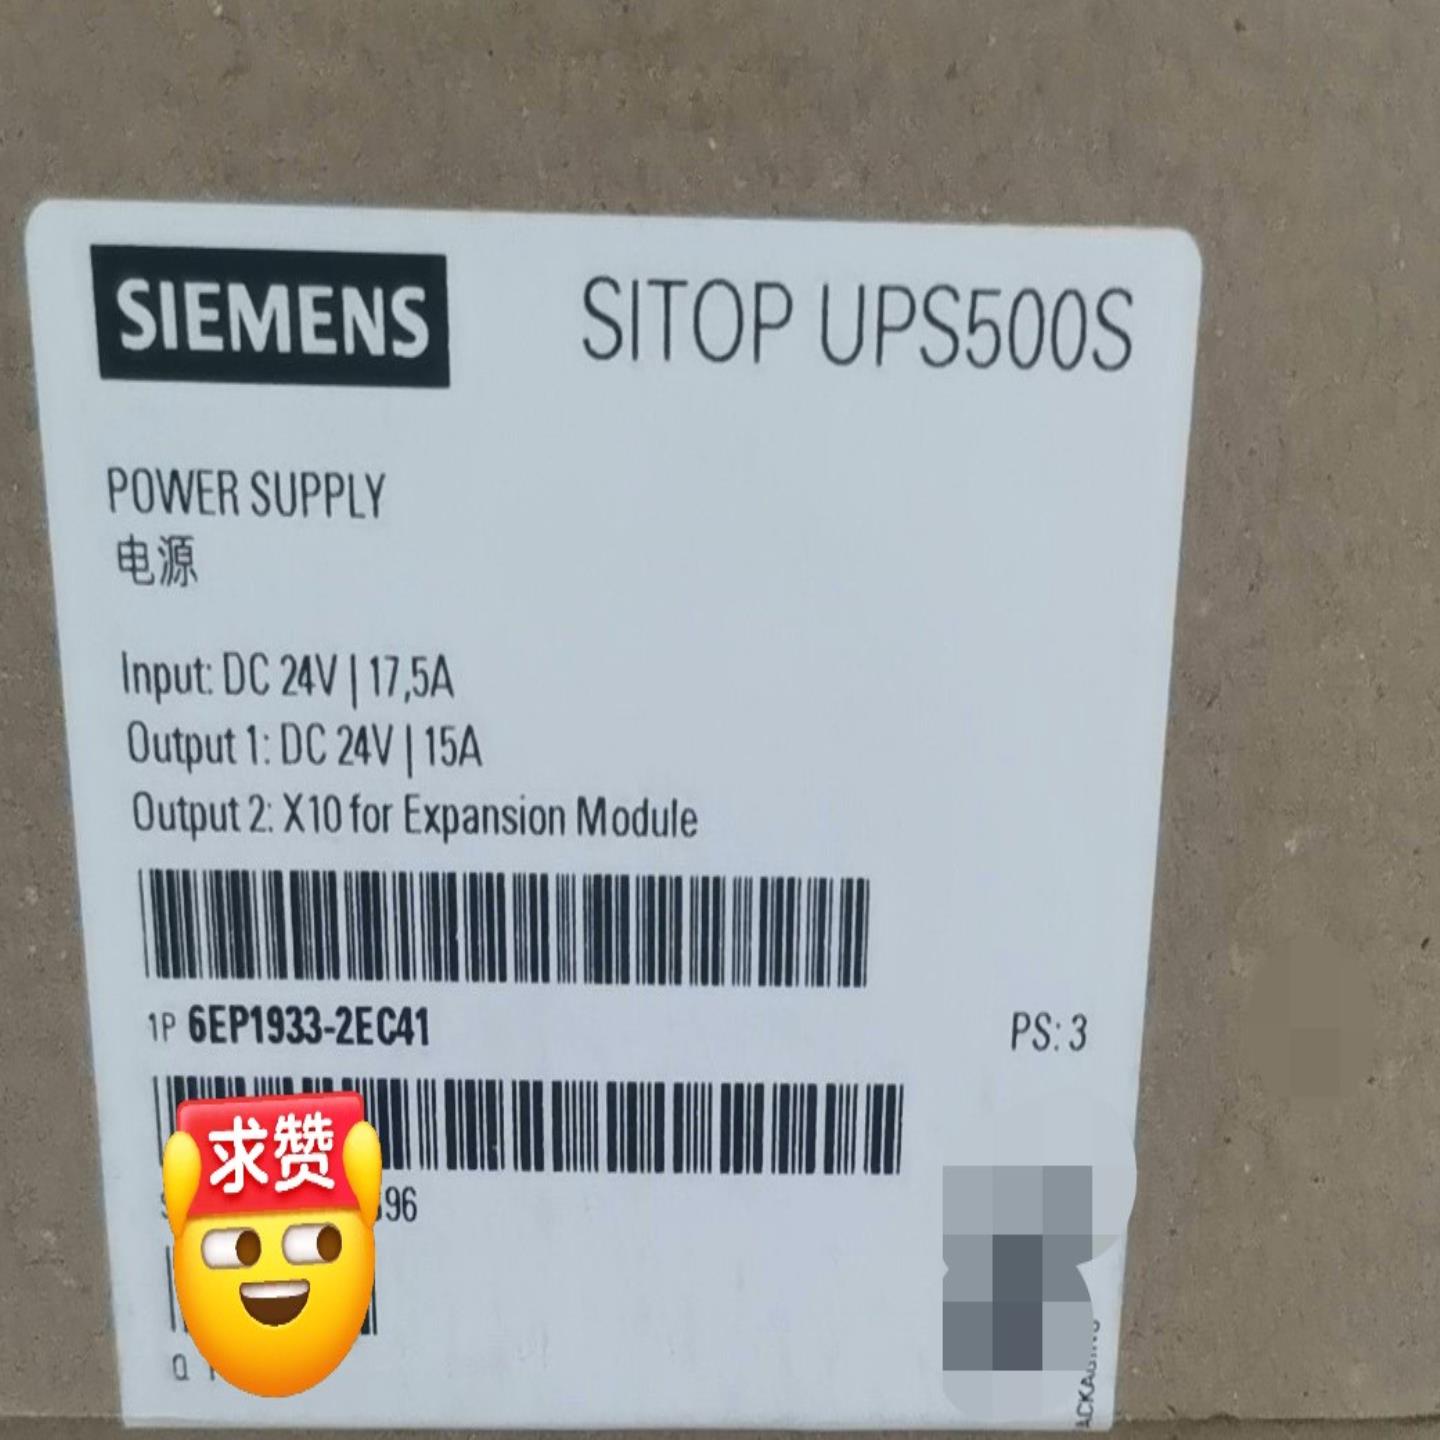 SIEMENS
SITOP UPS500S
POWER SUPPLY
电源
Input: DC 24V | 17,5A
Output 1: DC 24V | 15A
Output 2: X10 for Expansion Module
1P 6EP1933-2EC41
PS: 3
求赞
96
Q